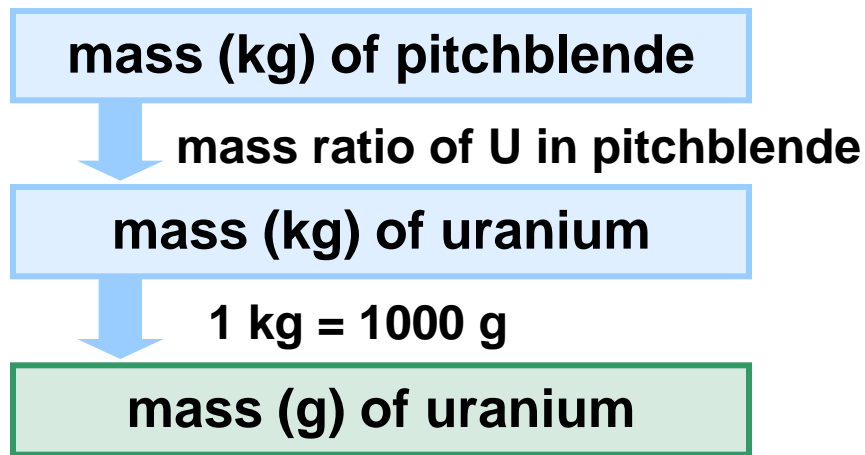 mass (kg) of pitchblende
mass ratio of U in pitchblende
mass (kg) of uranium
1 kg = 1000 g
mass (g) of uranium